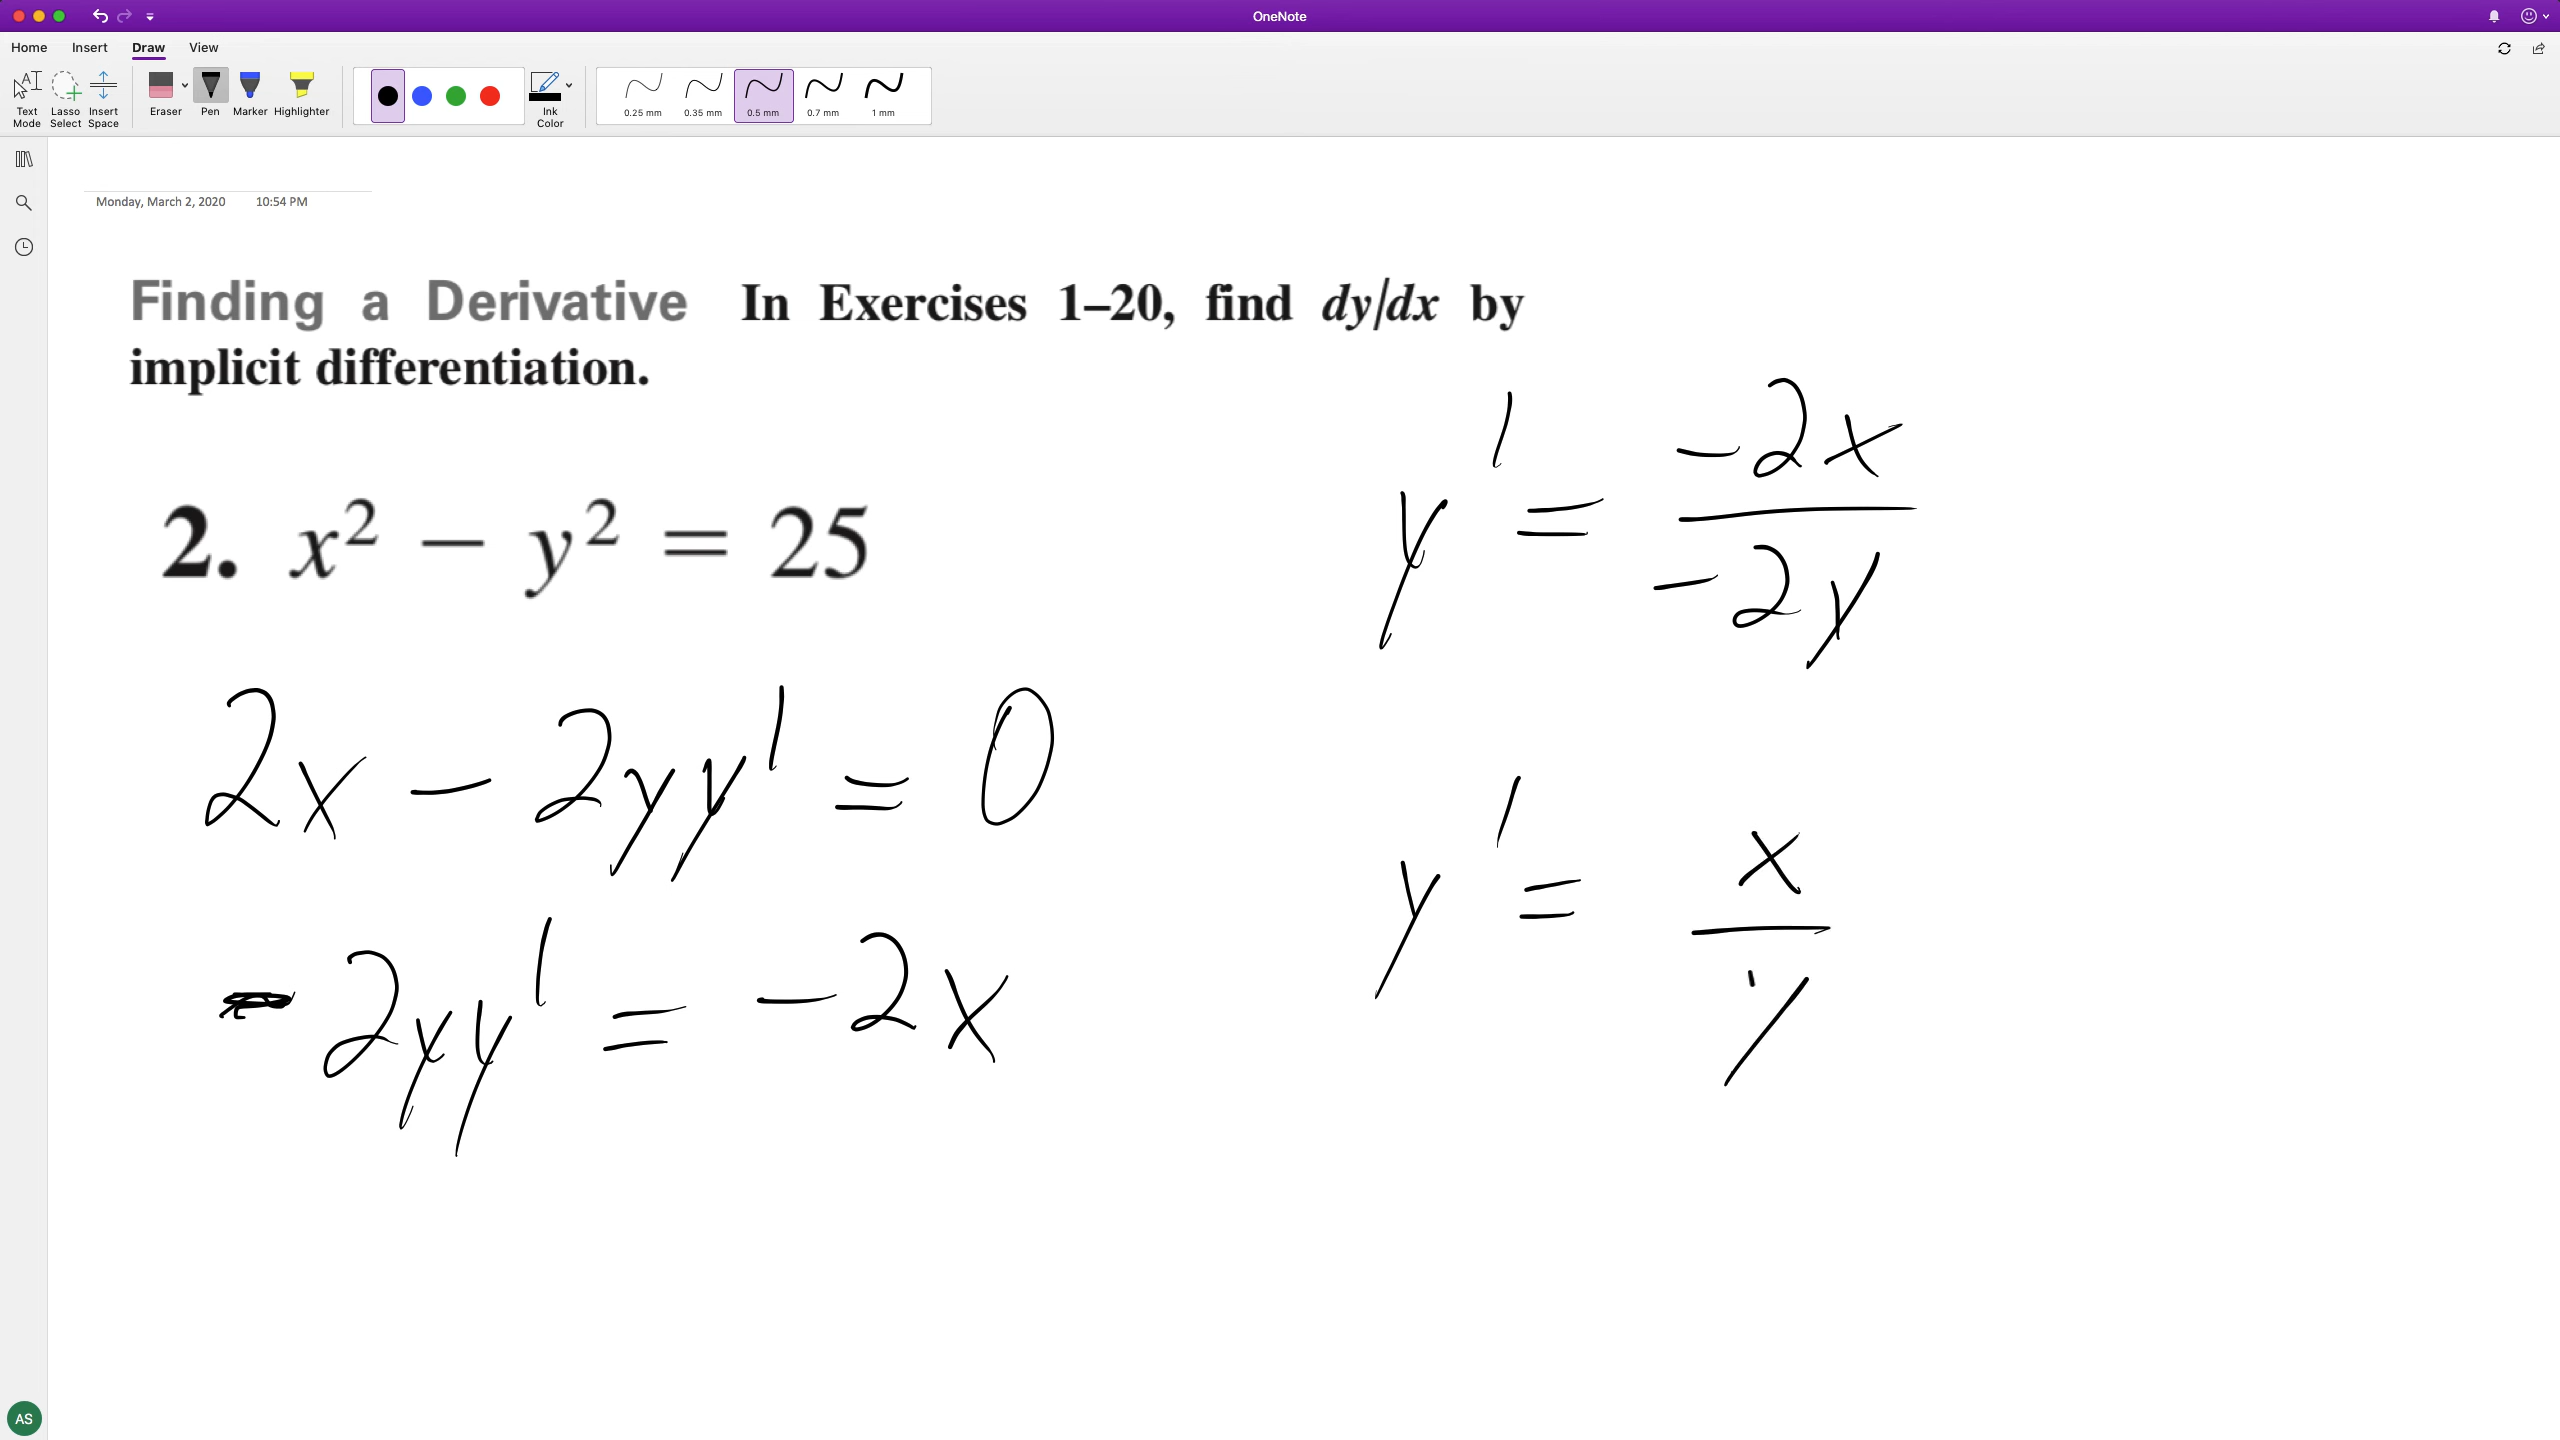 OneNote
Home Insert Draw View
Text Mode Lasso Select Insert Space Eraser Pen Marker Highlighter Ink Color 0.25 mm 0.35 mm 0.5 mm 0.7 mm 1 mm
Monday, March 2, 2020 10:54 PM
Finding a Derivative In Exercises 1–20, find dy/dx by
implicit differentiation.
2. x² − y² = 25
2x − 2yy' = 0
−2yy' = −2x
y' = −2x / −2y
y' = x / y
AS